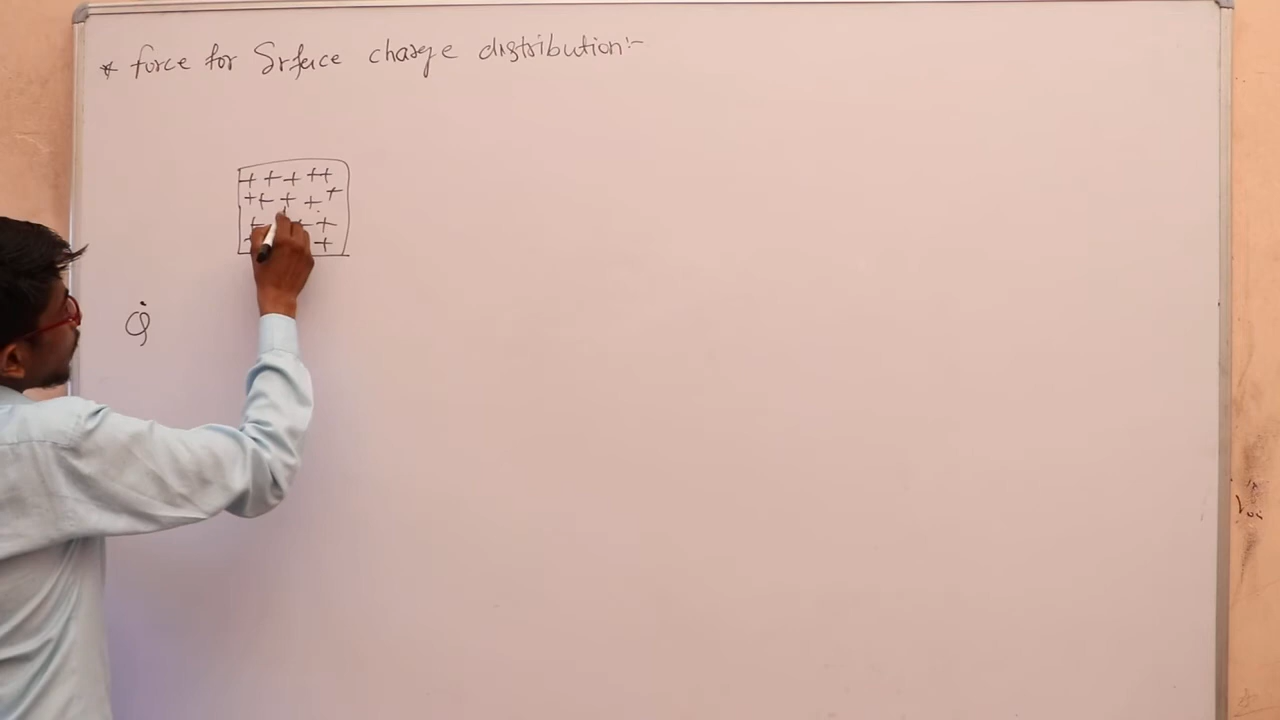 * force for Srface charge distribution:-
+ + + + +
+ + + + +
+ +
+
Q